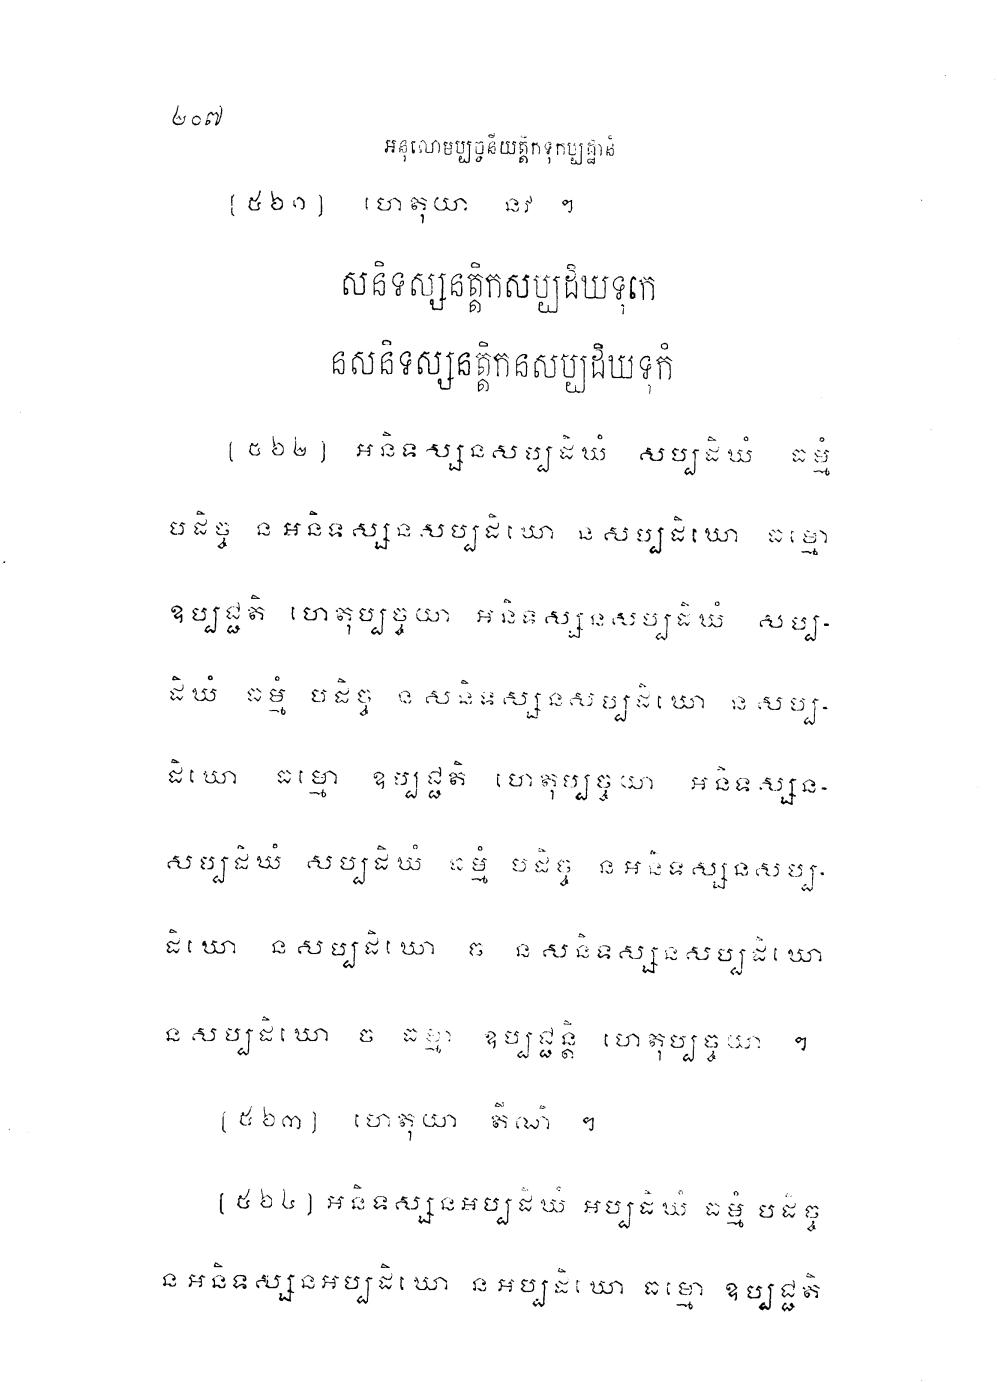 ២០៧
អនុលោមប្បច្ចនីយត្តិកទុកប្បដ្ឋានំ
[៥៦១] ហេតុយា នវ ។
សនិទស្សនត្តិកសប្បដិឃទុកេ
នសនិទស្សនត្តិកនសប្បដិឃទុកំ
[៥៦២] អនិទស្សនសប្បដិឃំ សប្បដិឃំ ធម្មំ
បដិច្ច នអនិទស្សនសប្បដិឃោ នសប្បដិឃោ ធម្មោ
ឧប្បជ្ជតិ ហេតុប្បច្ចយា អនិទស្សនសប្បដិឃំ សប្ប-
ដិឃំ ធម្មំ បដិច្ច នសនិទស្សនសប្បដិឃោ នសប្ប-
ដិឃោ ធម្មោ ឧប្បជ្ជតិ ហេតុប្បច្ចយា អនិទស្សន-
សប្បដិឃំ សប្បដិឃំ ធម្មំ បដិច្ច នអនិទស្សនសប្ប-
ដិឃោ នសប្បដិឃោ ច នសនិទស្សនសប្បដិឃោ
នសប្បដិឃោ ច ធម្មា ឧប្បជ្ជន្តិ ហេតុប្បច្ចយា ។
[៥៦៣] ហេតុយា តីណិ ។
[៥៦៤] អនិទស្សនអប្បដិឃំ អប្បដិឃំ ធម្មំ បដិច្ច
នអនិទស្សនអប្បដិឃោ នអប្បដិឃោ ធម្មោ ឧប្បជ្ជតិ